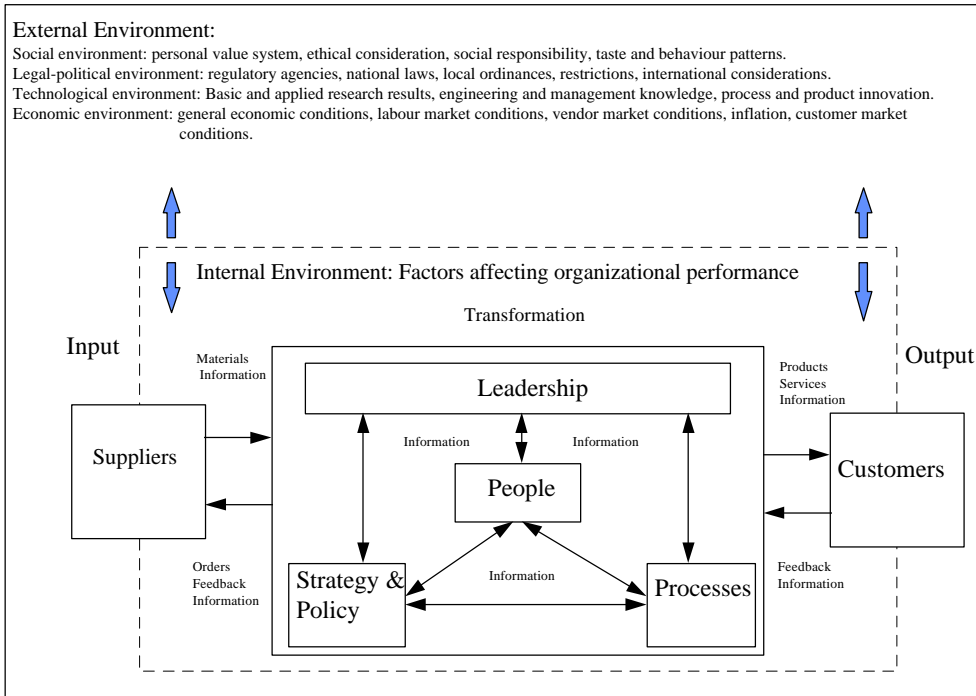 External Environment:
Social environment: personal value system, ethical consideration, social responsibility, taste and behaviour patterns.
Legal-political environment: regulatory agencies, national laws, local ordinances, restrictions, international considerations.
Technological environment: Basic and applied research results, engineering and management knowledge, process and product innovation.
Economic environment: general economic conditions, labour market conditions, vendor market conditions, inflation, customer market
conditions.
Internal Environment: Factors affecting organizational performance
Transformation
Input
Output
Materials
Information
Products
Services
Information
Leadership
Suppliers
Information
Information
Customers
People
Orders
Feedback
Information
Strategy &
Policy
Information
Processes
Feedback
Information